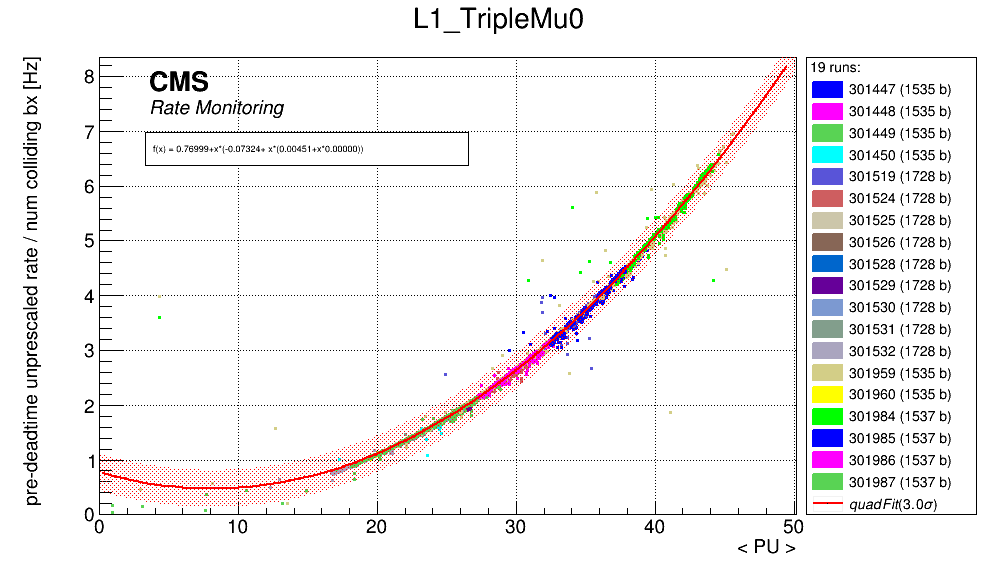 L1_TripleMu0
pre-deadtime unprescaled rate / num colliding bx [Hz]
CMS
Rate Monitoring
f(x) = 0.76999+x*(-0.07324+ x*(0.00451+x*0.00000))
8
7
6
5
4
3
2
1
0
0 10 20 30 40 50
< PU >
19 runs:
301447 (1535 b)
301448 (1535 b)
301449 (1535 b)
301450 (1535 b)
301519 (1728 b)
301524 (1728 b)
301525 (1728 b)
301526 (1728 b)
301528 (1728 b)
301529 (1728 b)
301530 (1728 b)
301531 (1728 b)
301532 (1728 b)
301959 (1535 b)
301960 (1535 b)
301984 (1537 b)
301985 (1537 b)
301986 (1537 b)
301987 (1537 b)
quadFit(3.0σ)